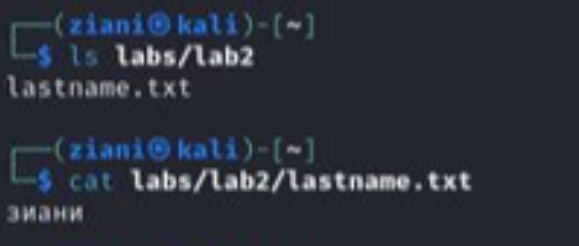 ┌──(ziani㉿kali)-[~]
└─$ ls labs/lab2
lastname.txt
┌──(ziani㉿kali)-[~]
└─$ cat labs/lab2/lastname.txt
зиани